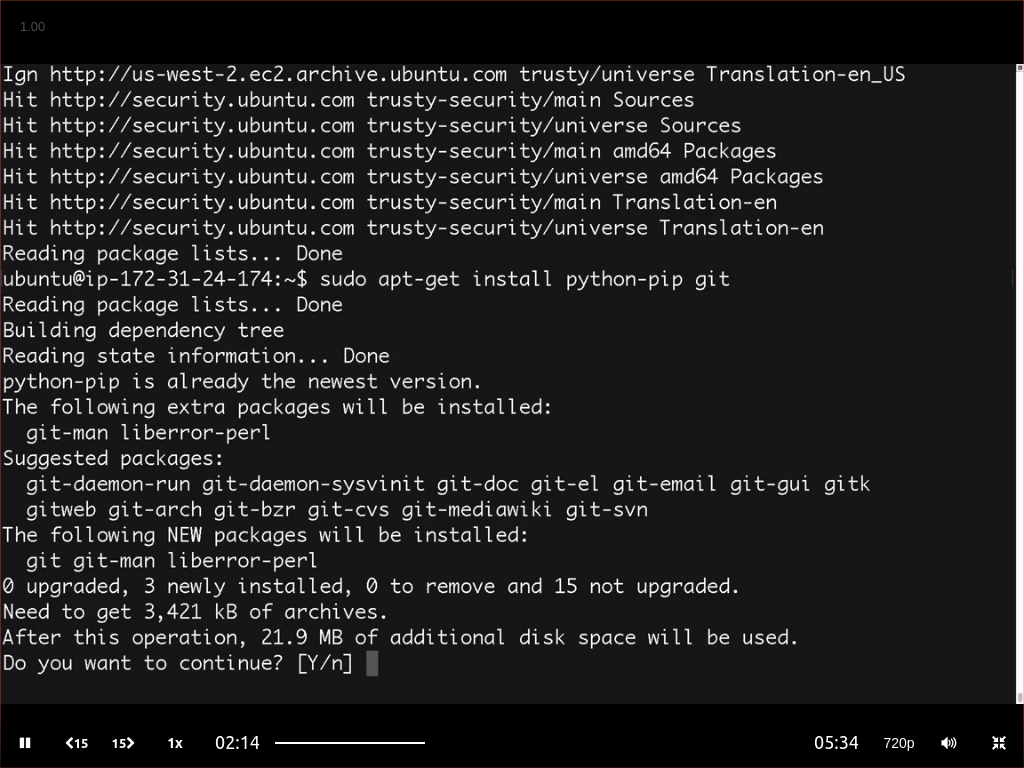 1.00
Ign http://us-west-2.ec2.archive.ubuntu.com trusty/universe Translation-en_US
Hit http://security.ubuntu.com trusty-security/main Sources
Hit http://security.ubuntu.com trusty-security/universe Sources
Hit http://security.ubuntu.com trusty-security/main amd64 Packages
Hit http://security.ubuntu.com trusty-security/universe amd64 Packages
Hit http://security.ubuntu.com trusty-security/main Translation-en
Hit http://security.ubuntu.com trusty-security/universe Translation-en
Reading package lists... Done
ubuntu@ip-172-31-24-174:~$ sudo apt-get install python-pip git
Reading package lists... Done
Building dependency tree
Reading state information... Done
python-pip is already the newest version.
The following extra packages will be installed:
  git-man liberror-perl
Suggested packages:
  git-daemon-run git-daemon-sysvinit git-doc git-el git-email git-gui gitk
  gitweb git-arch git-bzr git-cvs git-mediawiki git-svn
The following NEW packages will be installed:
  git git-man liberror-perl
0 upgraded, 3 newly installed, 0 to remove and 15 not upgraded.
Need to get 3,421 kB of archives.
After this operation, 21.9 MB of additional disk space will be used.
Do you want to continue? [Y/n]
15 15 1x 02:14 05:34 720p